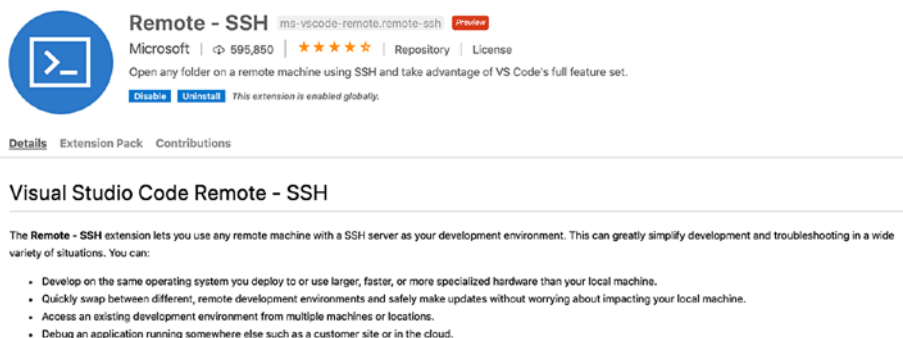 Remote - SSH ms-vscode-remote.remote-ssh Preview
Microsoft | 595,850 | ★★★★★ | Repository | License
Open any folder on a remote machine using SSH and take advantage of VS Code's full feature set.
Disable Uninstall This extension is enabled globally.
Details Extension Pack Contributions
Visual Studio Code Remote - SSH
The Remote - SSH extension lets you use any remote machine with a SSH server as your development environment. This can greatly simplify development and troubleshooting in a wide
variety of situations. You can:
• Develop on the same operating system you deploy to or use larger, faster, or more specialized hardware than your local machine.
• Quickly swap between different, remote development environments and safely make updates without worrying about impacting your local machine.
• Access an existing development environment from multiple machines or locations.
• Debug an application running somewhere else such as a customer site or in the cloud.